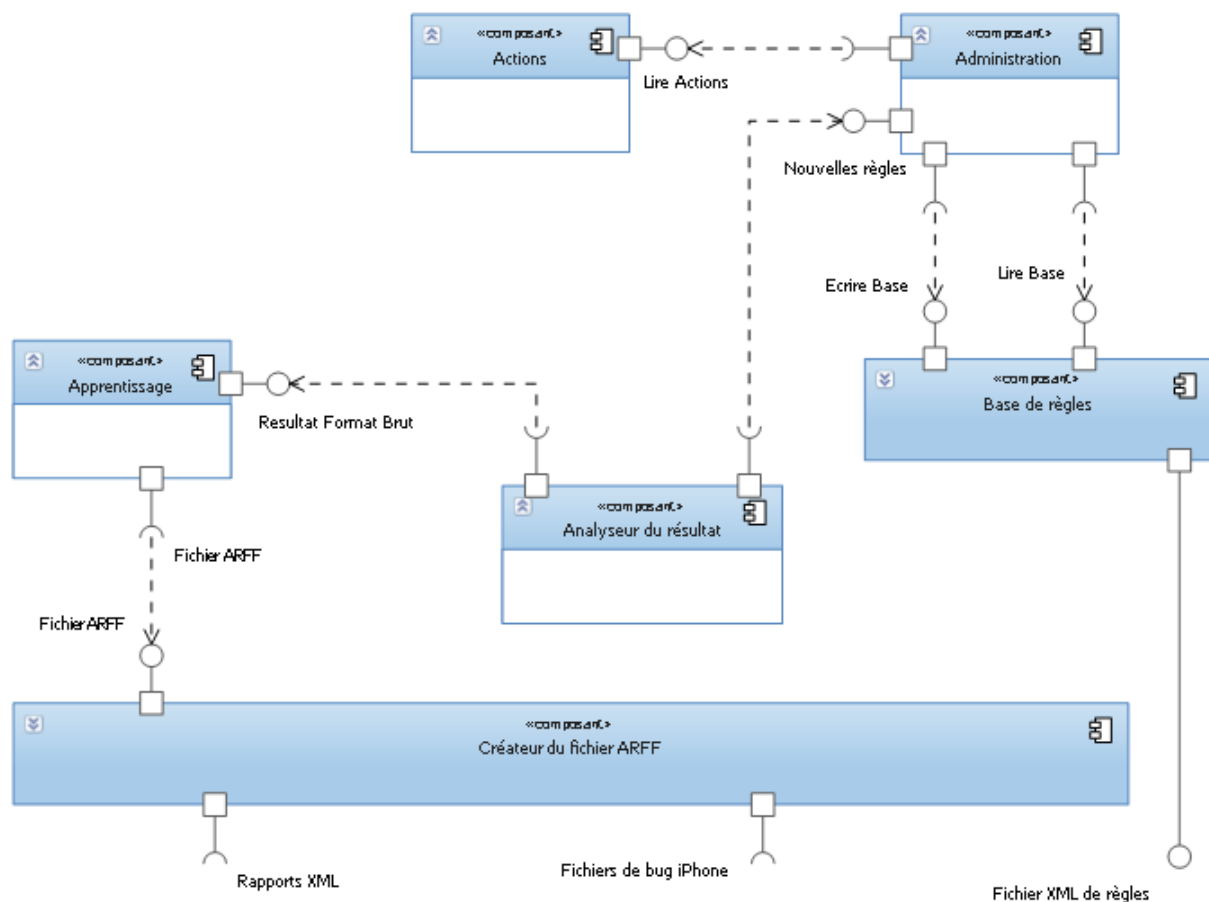 «composant»
Actions
«composant»
Administration
Lire Actions
Nouvelles règles
Ecrire Base
Lire Base
«composant»
Apprentissage
«composant»
Base de règles
Resultat Format Brut
«composant»
Analyseur du résultat
Fichier ARFF
Fichier ARFF
«composant»
Créateur du fichier ARFF
Rapports XML
Fichiers de bug iPhone
Fichier XML de règles